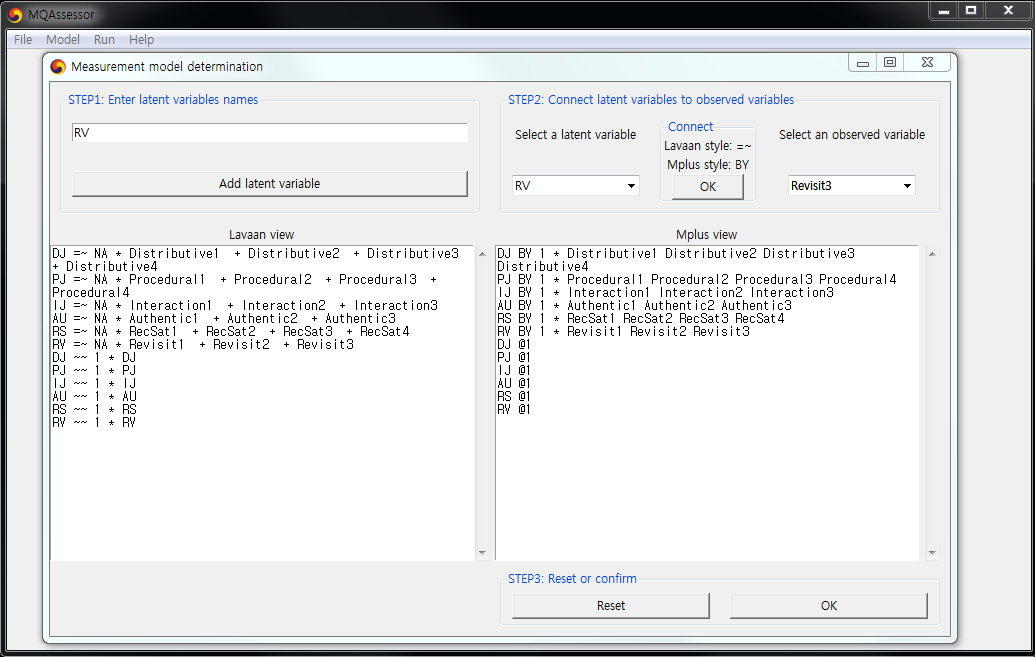 MQAssessor
File Model Run Help
Measurement model determination
STEP1: Enter latent variables names
RV
Add latent variable
STEP2: Connect latent variables to observed variables
Select a latent variable
RV
Connect
Lavaan style: =~
Mplus style: BY
OK
Select an observed variable
Revisit3
Lavaan view
DJ =~ NA * Distributive1 + Distributive2 + Distributive3
+ Distributive4
PJ =~ NA * Procedural1 + Procedural2 + Procedural3 +
Procedural4
IJ =~ NA * Interaction1 + Interaction2 + Interaction3
AU =~ NA * Authentic1 + Authentic2 + Authentic3
RS =~ NA * RecSat1 + RecSat2 + RecSat3 + RecSat4
RV =~ NA * Revisit1 + Revisit2 + Revisit3
DJ ~~ 1 * DJ
PJ ~~ 1 * PJ
IJ ~~ 1 * IJ
AU ~~ 1 * AU
RS ~~ 1 * RS
RV ~~ 1 * RV
Mplus view
DJ BY 1 * Distributive1 Distributive2 Distributive3
Distributive4
PJ BY 1 * Procedural1 Procedural2 Procedural3 Procedural4
IJ BY 1 * Interaction1 Interaction2 Interaction3
AU BY 1 * Authentic1 Authentic2 Authentic3
RS BY 1 * RecSat1 RecSat2 RecSat3 RecSat4
RV BY 1 * Revisit1 Revisit2 Revisit3
DJ @1
PJ @1
IJ @1
AU @1
RS @1
RV @1
STEP3: Reset or confirm
Reset
OK